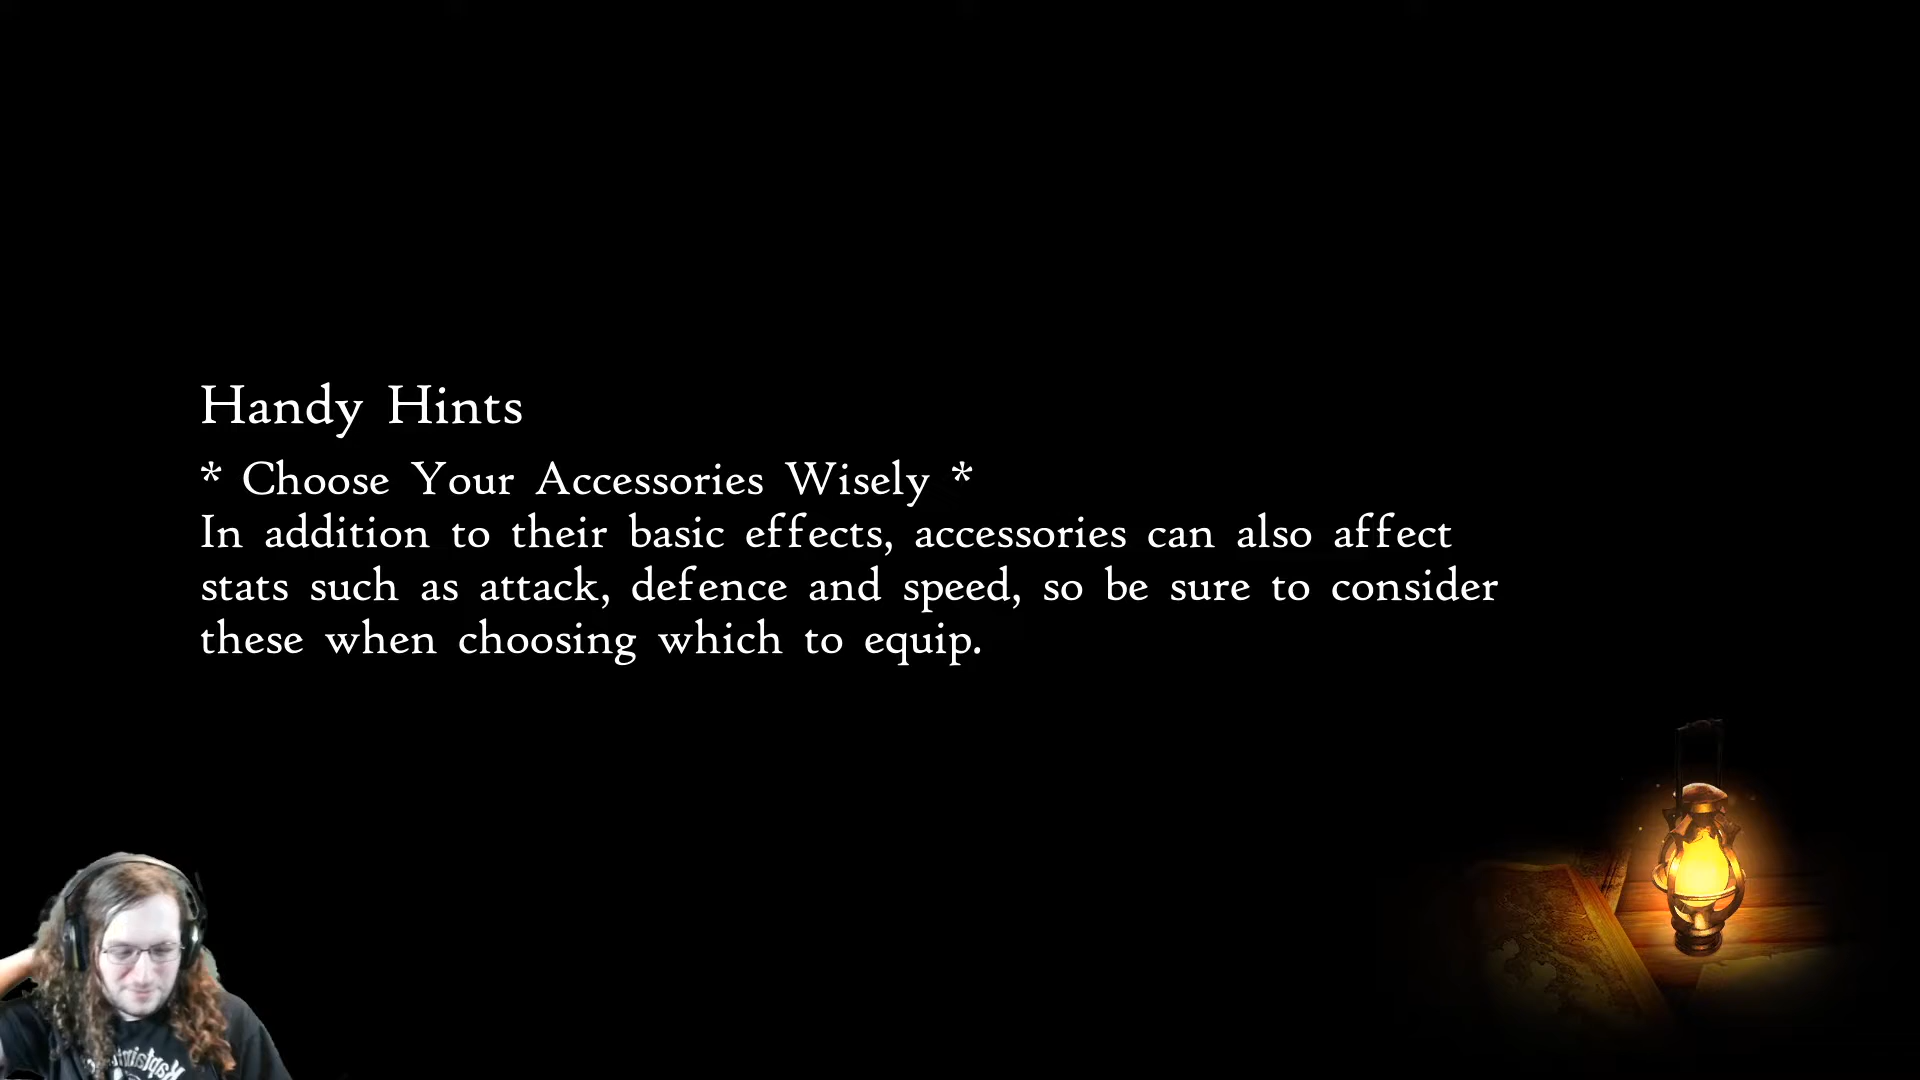 Handy Hints
* Choose Your Accessories Wisely *
In addition to their basic effects, accessories can also affect
stats such as attack, defence and speed, so be sure to consider
these when choosing which to equip.